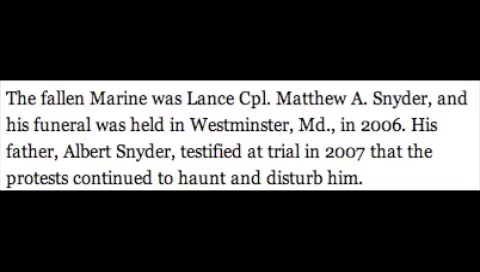 The fallen Marine was Lance Cpl. Matthew A. Snyder, and
his funeral was held in Westminster, Md., in 2006. His
father, Albert Snyder, testified at trial in 2007 that the
protests continued to haunt and disturb him.